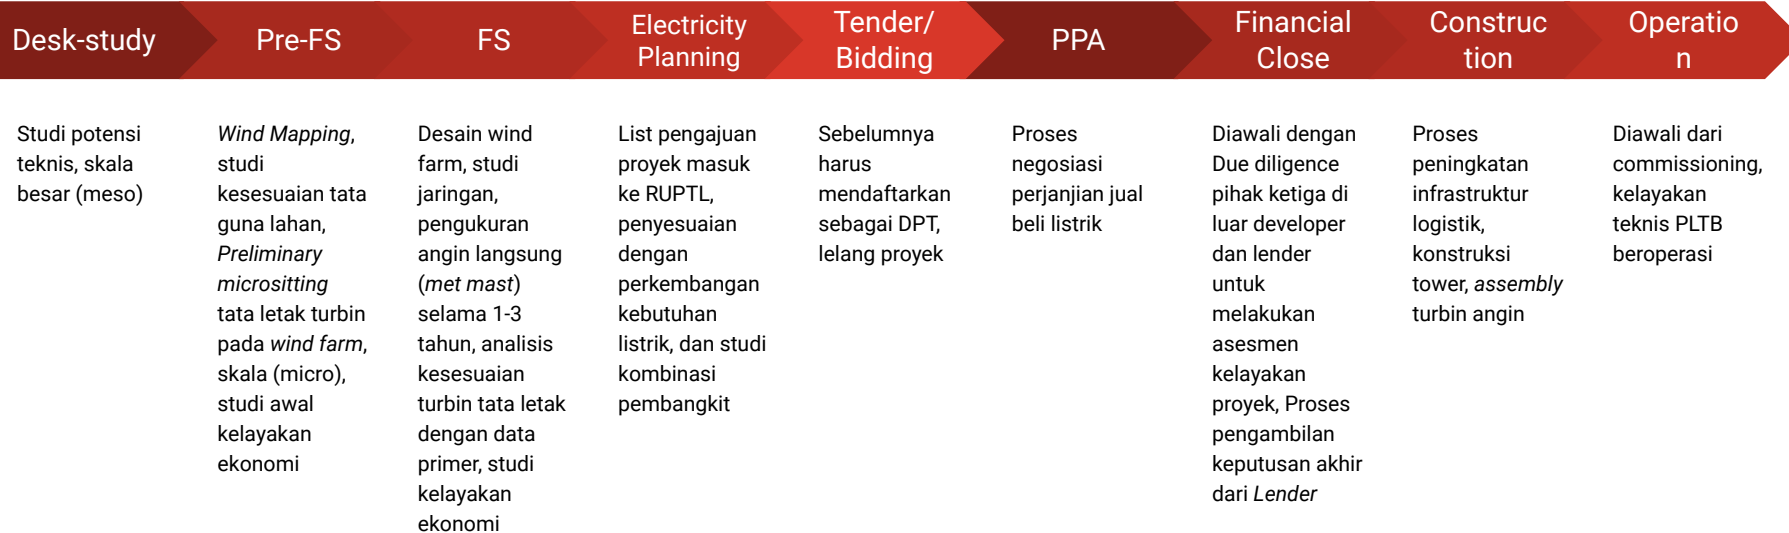 Desk-study
Pre-FS
FS
Electricity
Planning
Tender/
Bidding
PPA
Financial
Close
Construc
tion
Operatio
n
Studi potensi
teknis, skala
besar (meso)
Wind Mapping,
studi
kesesuaian tata
guna lahan,
Preliminary
micrositting
tata letak turbin
pada wind farm,
skala (micro),
studi awal
kelayakan
ekonomi
Desain wind
farm, studi
jaringan,
pengukuran
angin langsung
(met mast)
selama 1-3
tahun, analisis
kesesuaian
turbin tata letak
dengan data
primer, studi
kelayakan
ekonomi
List pengajuan
proyek masuk
ke RUPTL,
penyesuaian
dengan
perkembangan
kebutuhan
listrik, dan studi
kombinasi
pembangkit
Sebelumnya
harus
mendaftarkan
sebagai DPT,
lelang proyek
Proses
negosiasi
perjanjian jual
beli listrik
Diawali dengan
Due diligence
pihak ketiga di
luar developer
dan lender
untuk
melakukan
asesmen
kelayakan
proyek, Proses
pengambilan
keputusan akhir
dari Lender
Proses
peningkatan
infrastruktur
logistik,
konstruksi
tower, assembly
turbin angin
Diawali dari
commissioning,
kelayakan
teknis PLTB
beroperasi